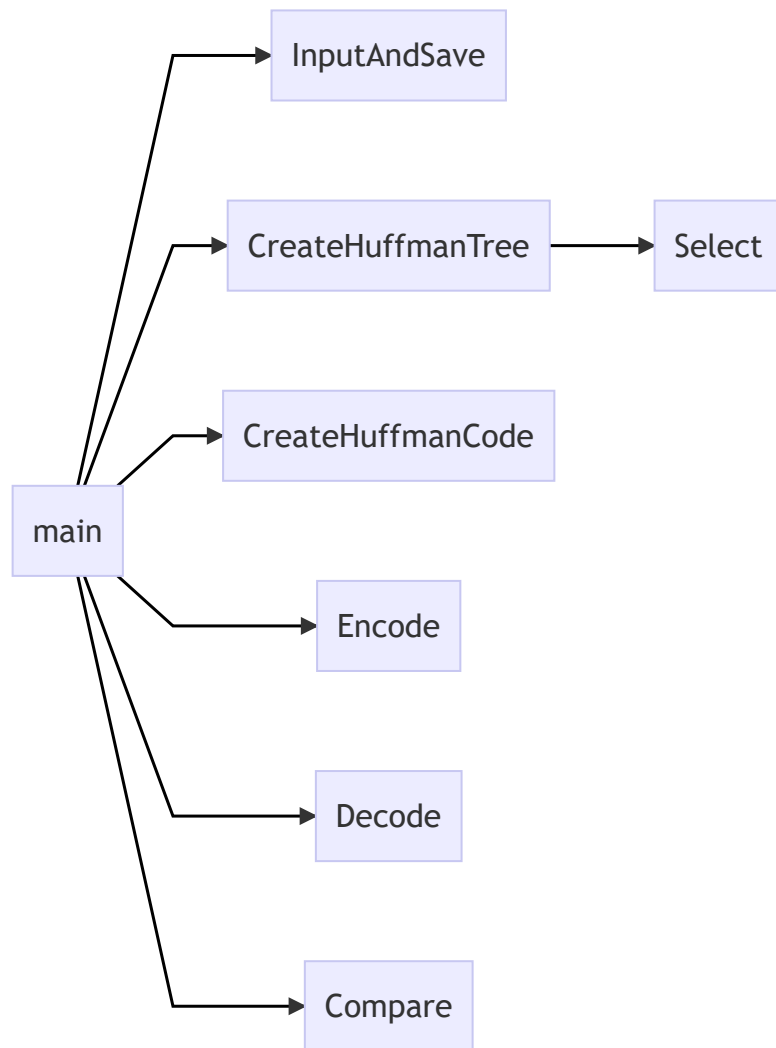 InputAndSave
CreateHuffmanTree
Select
CreateHuffmanCode
main
Encode
Decode
Compare